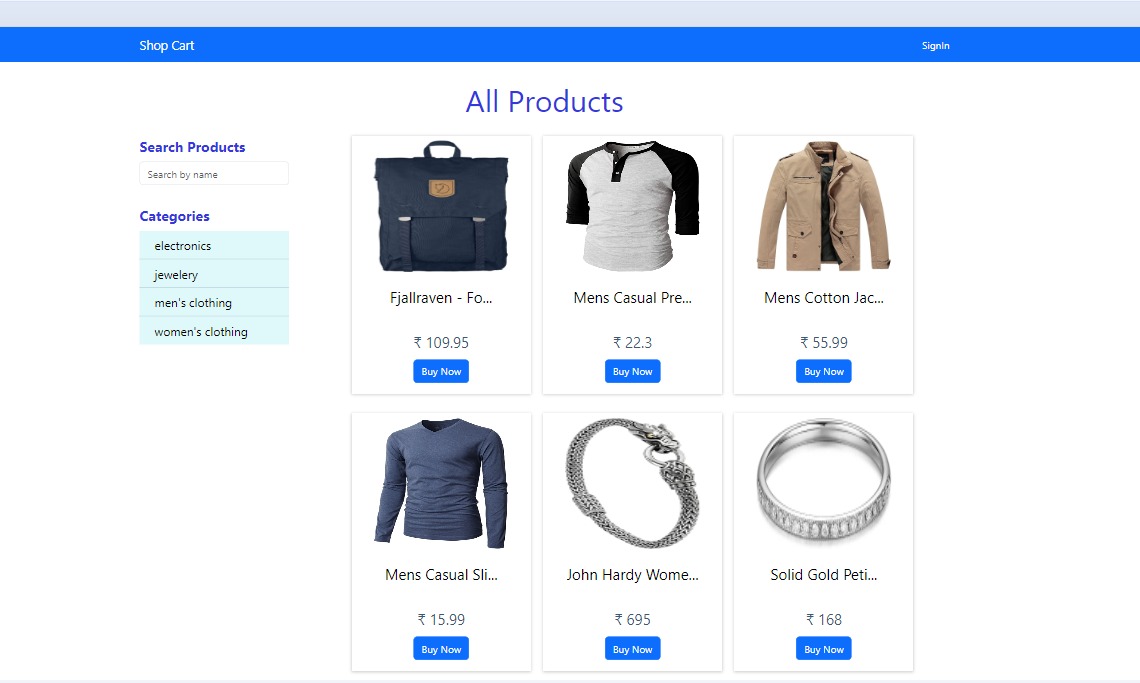 Shop Cart
SignIn
All Products
Search Products
Search by name
Categories
electronics
jewelery
men's clothing
women's clothing
Fjallraven - Fo...
₹ 109.95
Buy Now
Mens Casual Pre...
₹ 22.3
Buy Now
Mens Cotton Jac...
₹ 55.99
Buy Now
Mens Casual Sli...
₹ 15.99
Buy Now
John Hardy Wome...
₹ 695
Buy Now
Solid Gold Peti...
₹ 168
Buy Now